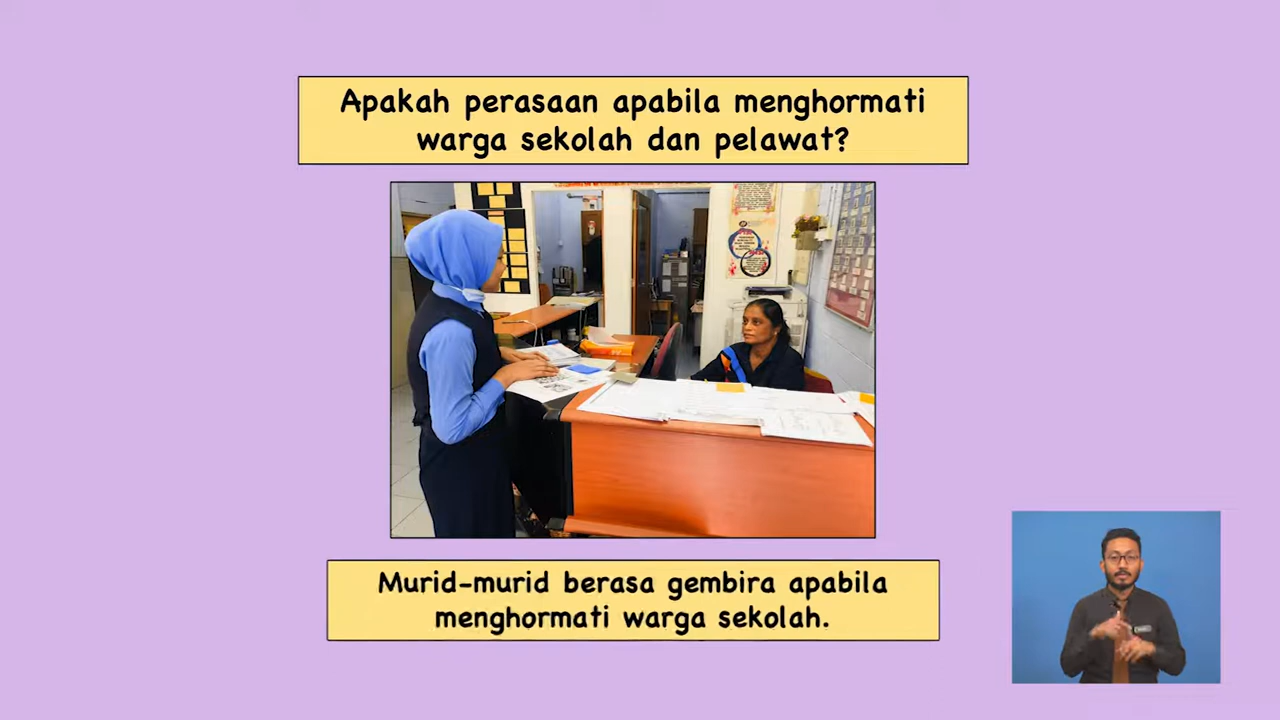 Apakah perasaan apabila menghormati
warga sekolah dan pelawat?
Murid-murid berasa gembira apabila
menghormati warga sekolah.